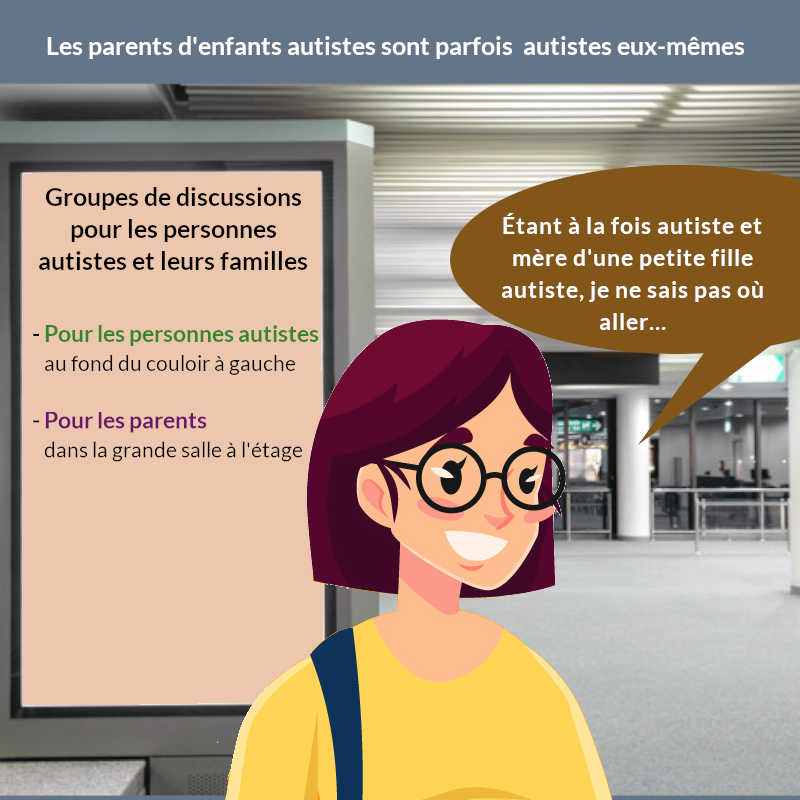 Les parents d'enfants autistes sont parfois autistes eux-mêmes
Groupes de discussions
pour les personnes
autistes et leurs familles
- Pour les personnes autistes
au fond du couloir à gauche
- Pour les parents
dans la grande salle à l'étage
Étant à la fois autiste et
mère d'une petite fille
autiste, je ne sais pas où
aller...